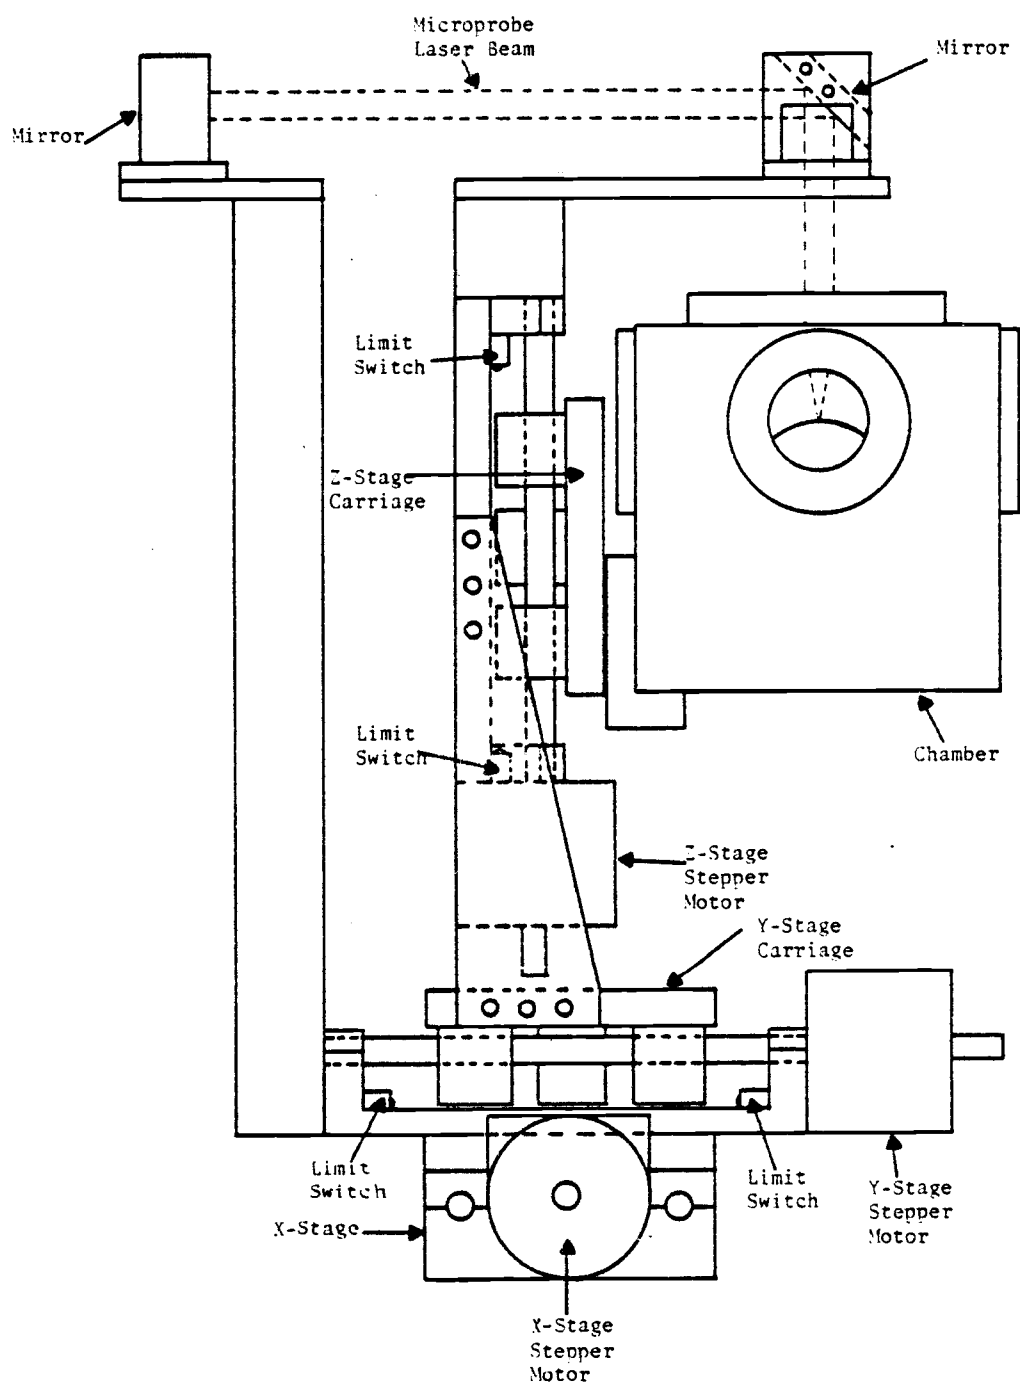 Microprobe
Laser Beam
Mirror
Mirror
Limit
Switch
Z-Stage
Carriage
Limit
Switch
Chamber
Z-Stage
Stepper
Motor
Y-Stage
Carriage
Limit
Switch
Limit
Switch
Y-Stage
Stepper
Motor
X-Stage
X-Stage
Stepper
Motor